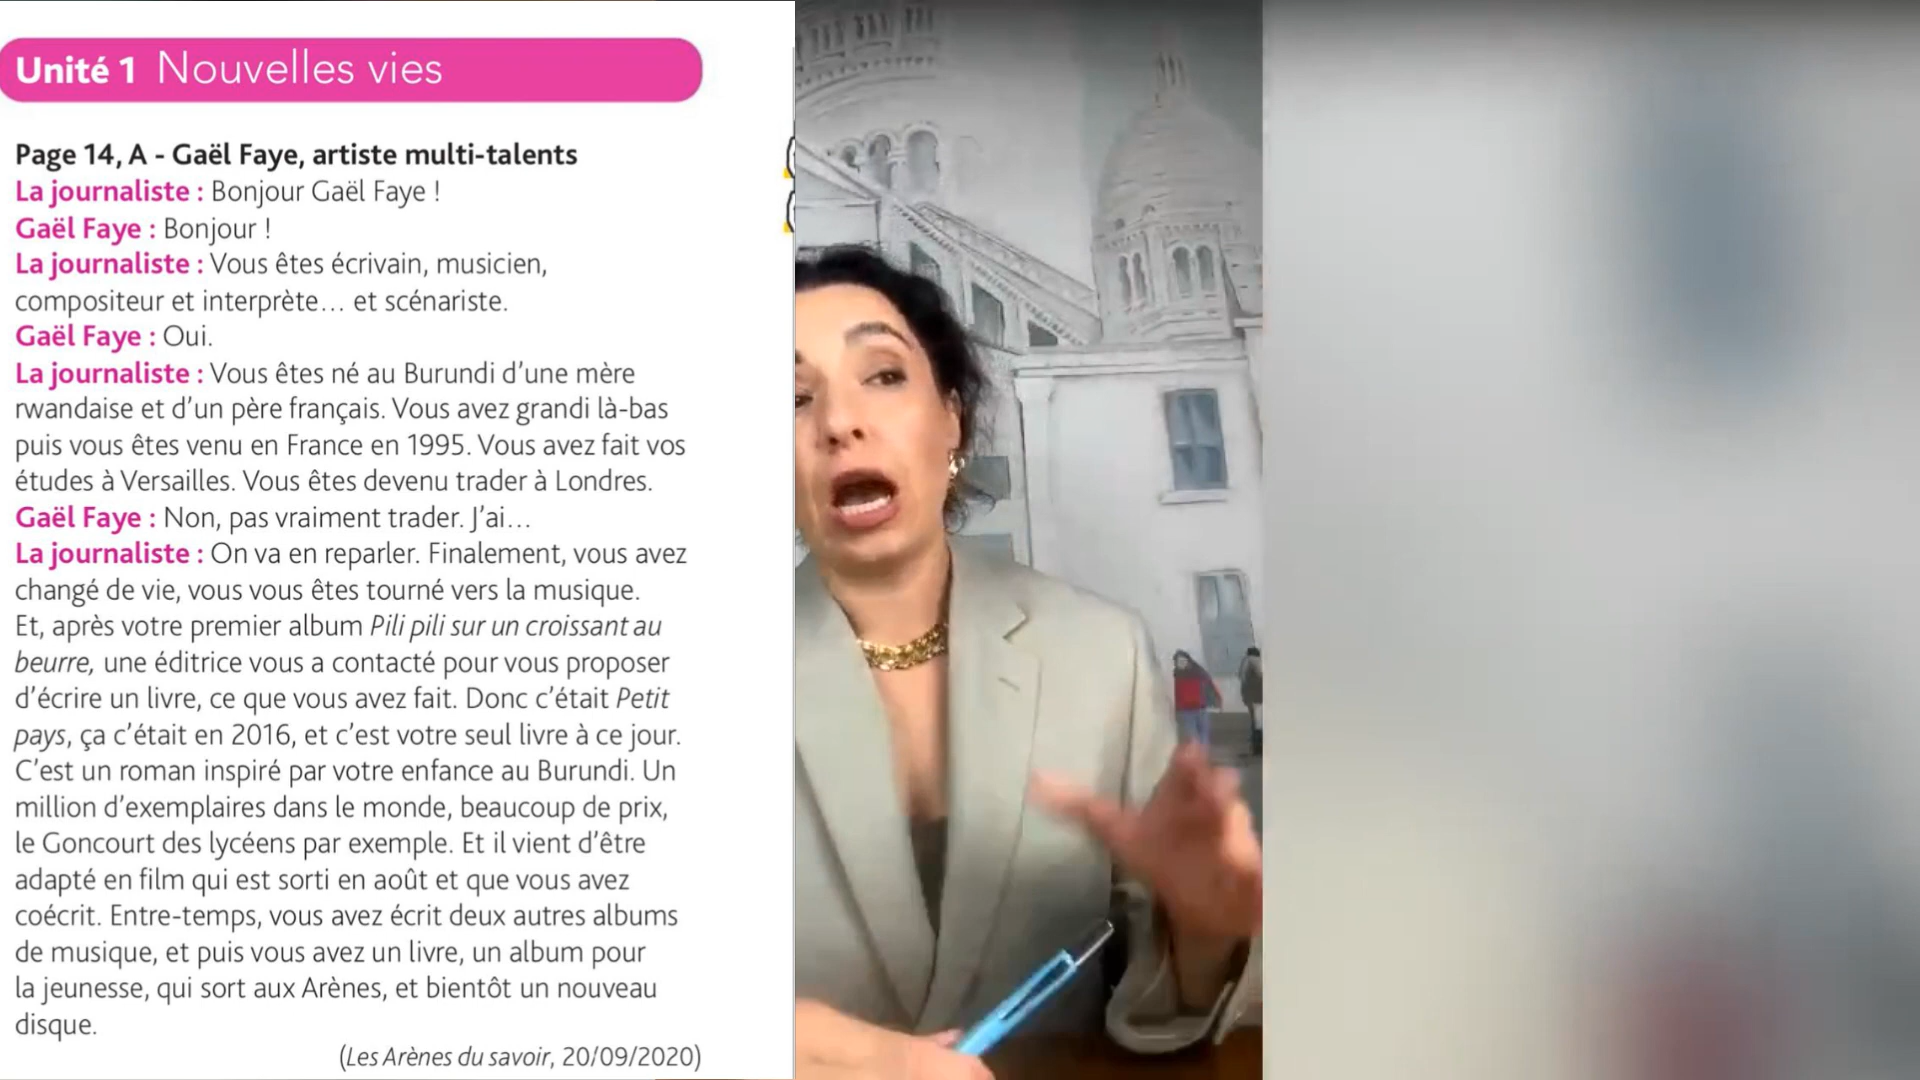 Unité 1 Nouvelles vies
Page 14, A - Gaël Faye, artiste multi-talents
La journaliste : Bonjour Gaël Faye !
Gaël Faye : Bonjour !
La journaliste : Vous êtes écrivain, musicien,
compositeur et interprète… et scénariste.
Gaël Faye : Oui.
La journaliste : Vous êtes né au Burundi d’une mère
rwandaise et d’un père français. Vous avez grandi là-bas
puis vous êtes venu en France en 1995. Vous avez fait vos
études à Versailles. Vous êtes devenu trader à Londres.
Gaël Faye : Non, pas vraiment trader. J’ai…
La journaliste : On va en reparler. Finalement, vous avez
changé de vie, vous vous êtes tourné vers la musique.
Et, après votre premier album Pili pili sur un croissant au
beurre, une éditrice vous a contacté pour vous proposer
d’écrire un livre, ce que vous avez fait. Donc c’était Petit
pays, ça c’était en 2016, et c’est votre seul livre à ce jour.
C’est un roman inspiré par votre enfance au Burundi. Un
million d’exemplaires dans le monde, beaucoup de prix,
le Goncourt des lycéens par exemple. Et il vient d’être
adapté en film qui est sorti en août et que vous avez
coécrit. Entre-temps, vous avez écrit deux autres albums
de musique, et puis vous avez un livre, un album pour
la jeunesse, qui sort aux Arènes, et bientôt un nouveau
disque.
(Les Arènes du savoir, 20/09/2020)